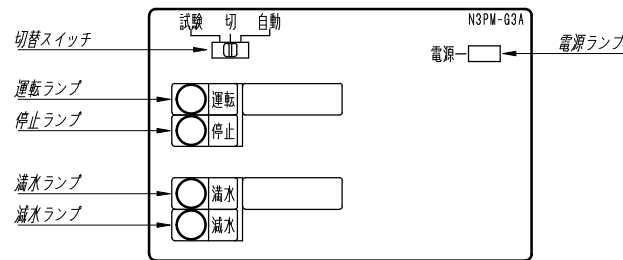 試験 切 自動
N3PM-G3A
切替スイッチ
電源
電源ランプ
運転ランプ
運転
停止ランプ
停止
満水ランプ
満水
減水ランプ
減水